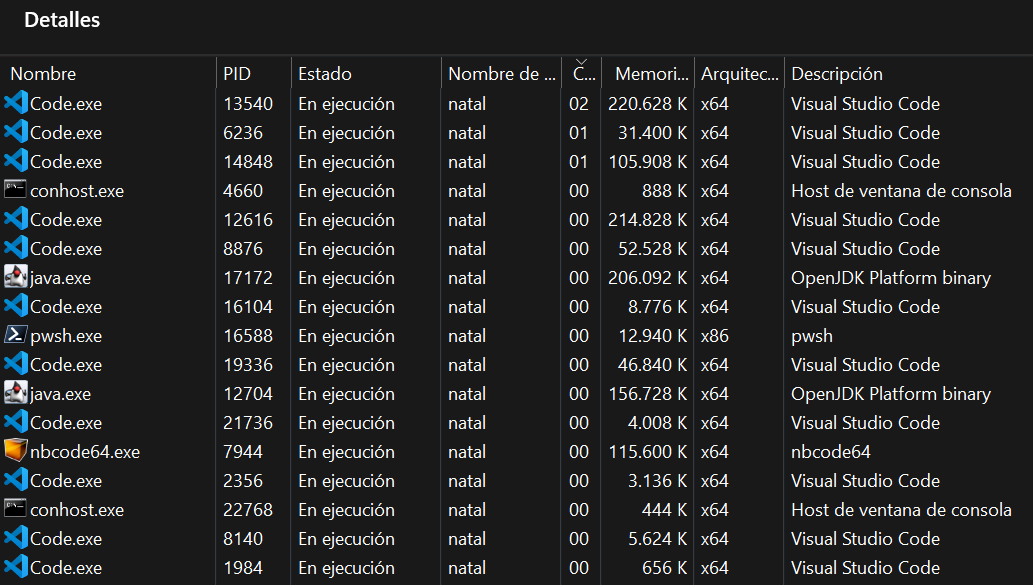 Detalles
Nombre PID Estado Nombre de ... C... Memori... Arquitec... Descripción
Code.exe 13540 En ejecución natal 02 220.628 K x64 Visual Studio Code
Code.exe 6236 En ejecución natal 01 31.400 K x64 Visual Studio Code
Code.exe 14848 En ejecución natal 01 105.908 K x64 Visual Studio Code
conhost.exe 4660 En ejecución natal 00 888 K x64 Host de ventana de consola
Code.exe 12616 En ejecución natal 00 214.828 K x64 Visual Studio Code
Code.exe 8876 En ejecución natal 00 52.528 K x64 Visual Studio Code
java.exe 17172 En ejecución natal 00 206.092 K x64 OpenJDK Platform binary
Code.exe 16104 En ejecución natal 00 8.776 K x64 Visual Studio Code
pwsh.exe 16588 En ejecución natal 00 12.940 K x86 pwsh
Code.exe 19336 En ejecución natal 00 46.840 K x64 Visual Studio Code
java.exe 12704 En ejecución natal 00 156.728 K x64 OpenJDK Platform binary
Code.exe 21736 En ejecución natal 00 4.008 K x64 Visual Studio Code
nbcode64.exe 7944 En ejecución natal 00 115.600 K x64 nbcode64
Code.exe 2356 En ejecución natal 00 3.136 K x64 Visual Studio Code
conhost.exe 22768 En ejecución natal 00 444 K x64 Host de ventana de consola
Code.exe 8140 En ejecución natal 00 5.624 K x64 Visual Studio Code
Code.exe 1984 En ejecución natal 00 656 K x64 Visual Studio Code